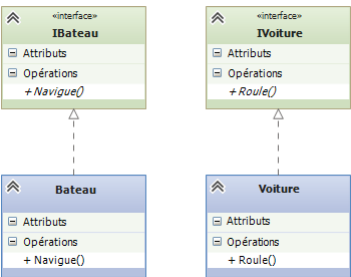 «interface»
IBateau
Attributs
Opérations
+ Navigue()
«interface»
IVoiture
Attributs
Opérations
+ Roule()
Bateau
Attributs
Opérations
+ Navigue()
Voiture
Attributs
Opérations
+ Roule()